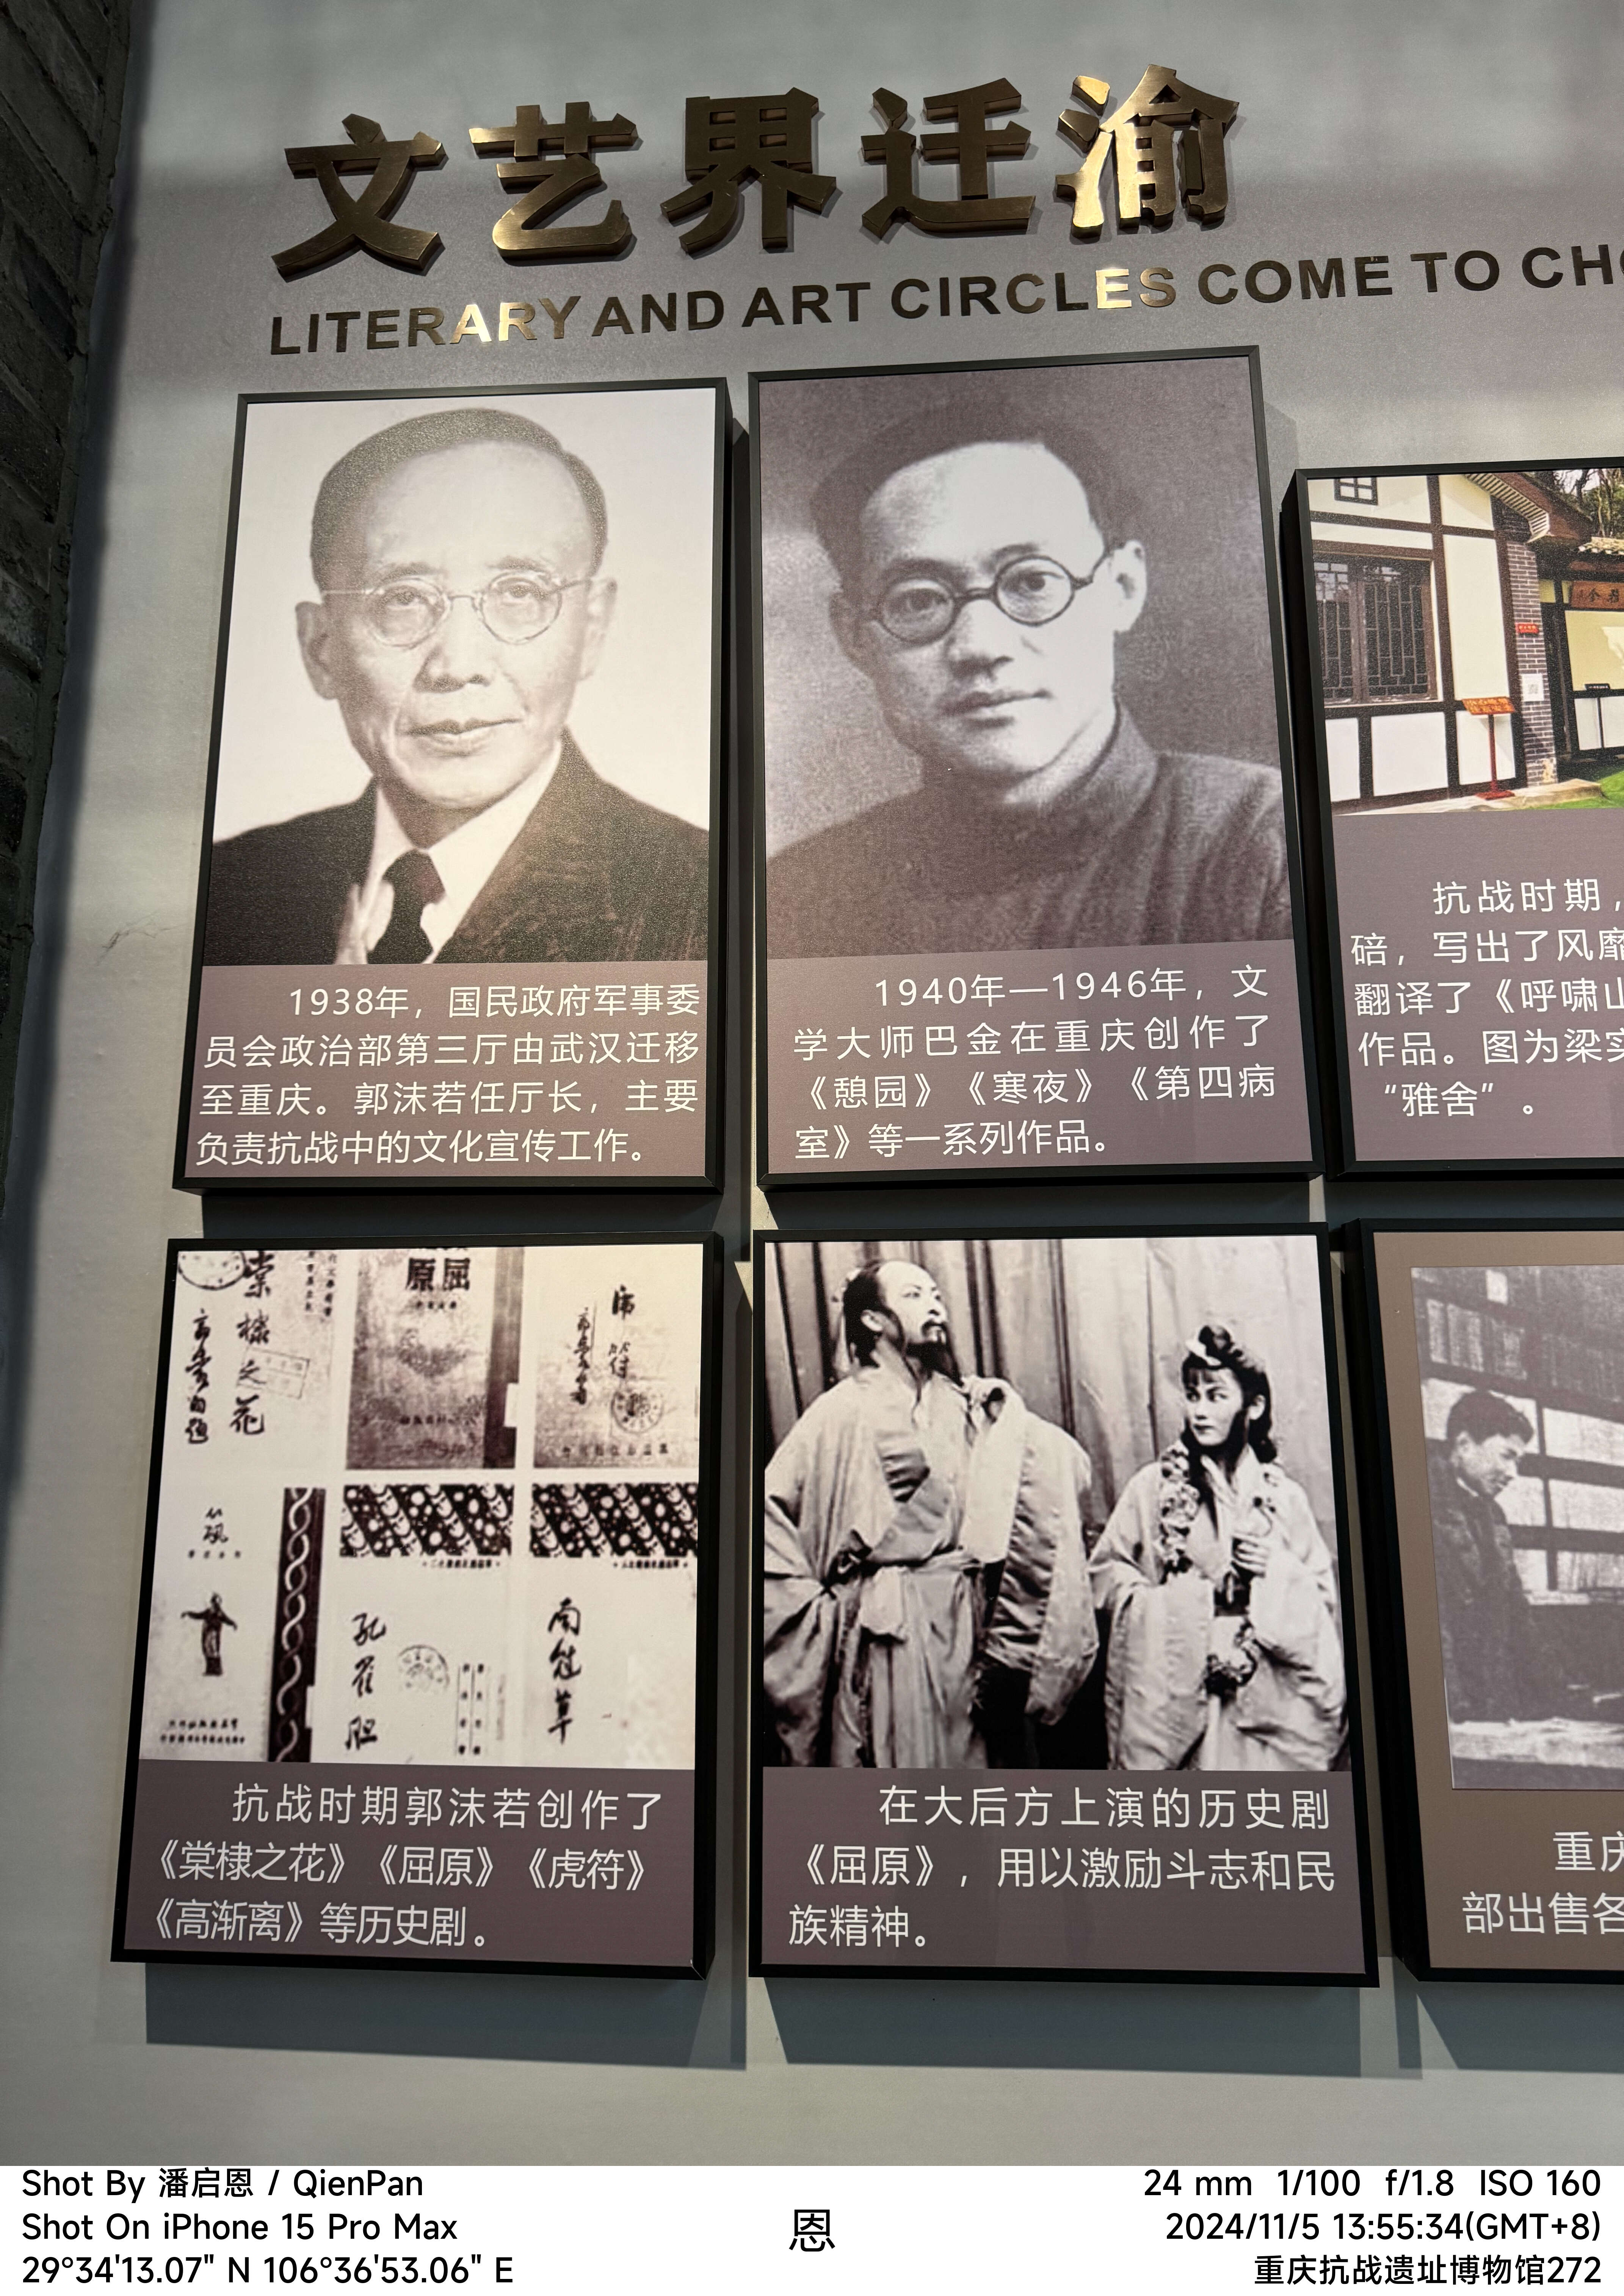 文艺界迁渝
LITERARY AND ART CIRCLES COME TO
1938年，国民政府军事委
员会政治部第三厅由武汉迁移
至重庆。郭沫若任厅长，主要
负责抗战中的文化宣传工作。
1940年—1946年，文
学大师巴金在重庆创作了
《憩园》《寒夜》《第四病
室》等一系列作品。
抗战时期，
碚，写出了风靡
翻译了《呼啸山
作品。图为梁实
“雅舍”。
棠棣之花
屈原
虎符
筑
孔雀胆
南冠草
抗战时期郭沫若创作了
《棠棣之花》《屈原》《虎符》
《高渐离》等历史剧。
在大后方上演的历史剧
《屈原》，用以激励斗志和民
族精神。
重庆
部出售各
Shot By 潘启恩 / QienPan
Shot On iPhone 15 Pro Max
29°34'13.07" N 106°36'53.06" E
恩
24 mm 1/100 f/1.8 ISO 160
2024/11/5 13:55:34(GMT+8)
重庆抗战遗址博物馆272